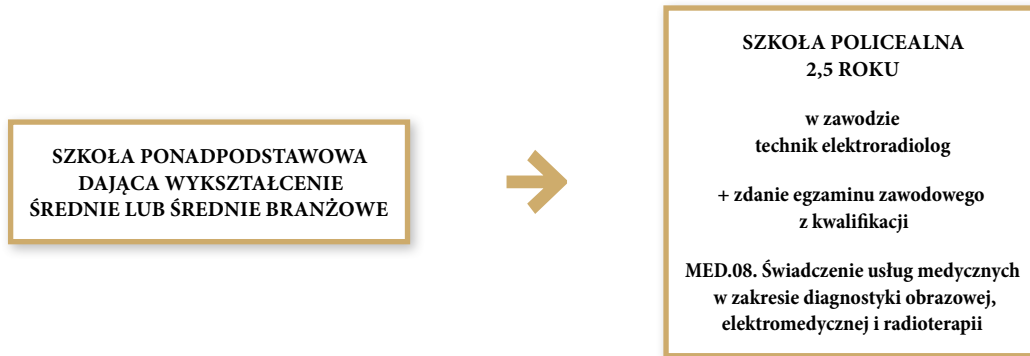 SZKOŁA PONADPODSTAWOWA
DAJĄCA WYKSZTAŁCENIE
ŚREDNIE LUB ŚREDNIE BRANŻOWE
SZKOŁA POLICEALNA
2,5 ROKU
w zawodzie
technik elektroradiolog
+ zdanie egzaminu zawodowego
z kwalifikacji
MED.08. Świadczenie usług medycznych
w zakresie diagnostyki obrazowej,
elektromedycznej i radioterapii